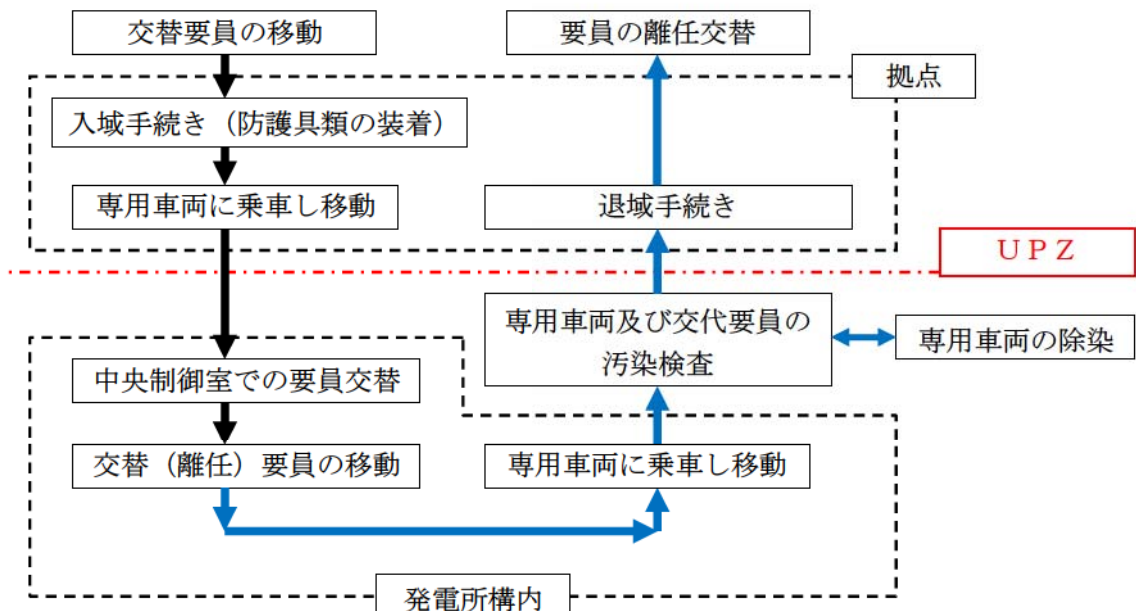 交替要員の移動
要員の離任交替
拠点
入域手続き（防護具類の装着）
専用車両に乗車し移動
退域手続き
ＵＰＺ
専用車両及び交代要員の
汚染検査
専用車両の除染
中央制御室での要員交替
交替（離任）要員の移動
専用車両に乗車し移動
発電所構内